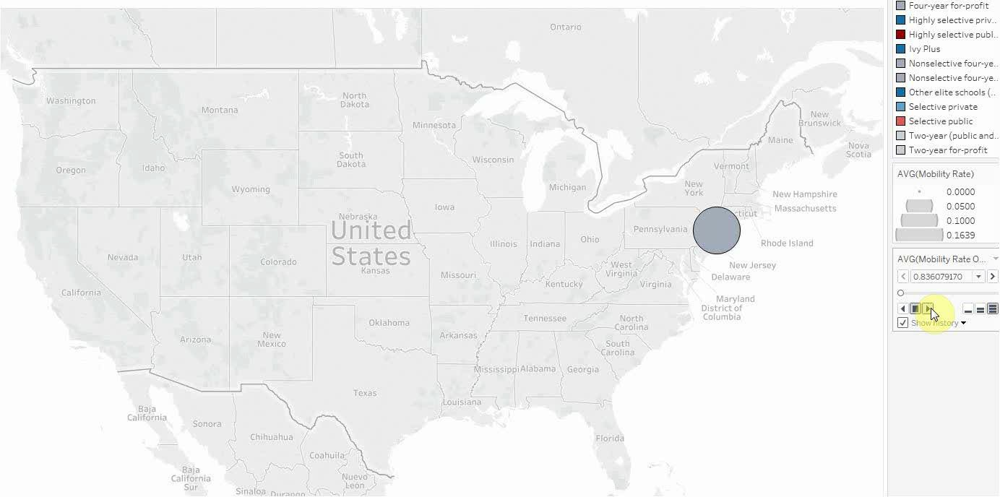 Ontario
Washington
Montana
North
Dakota
Minnesota
New
Brunswick
Maine
Nova
Scotia
Oregon
Idaho
South
Dakota
Wisconsin
Vermont
Wyoming
Michigan
New
York
New Hampshire
Massachusetts
Iowa
Nebraska
cticut
United
States
Pennsylvania
Illinois
Indiana
Ohio
Rhode Island
Nevada
Utah
Colorado
Kansas
Missouri
West
Virginia
Virginia
Kentucky
New Jersey
Delaware
California
Maryland
District of
Columbia
Oklahoma
Tennessee
North
Carolina
Arizona
New
Mexico
Arkansas
South
Carolina
Mississippi
Alabama
Georgia
Texas
Louisiana
Baja
California
Sonora
Chihuahua
Coahuila
Florida
Baja
California
Sur
Nuevo
León
Sinaloa
Durango
Four-year for-profit
Highly selective priv..
Highly selective publ..
Ivy Plus
Nonselective four-ye..
Nonselective four-ye..
Other elite schools (..
Selective private
Selective public
Two-year (public and..
Two-year for-profit
AVG(Mobility Rate)
0.0000
0.0500
0.1000
0.1639
AVG(Mobility Rate O...
0.836079170
Show history